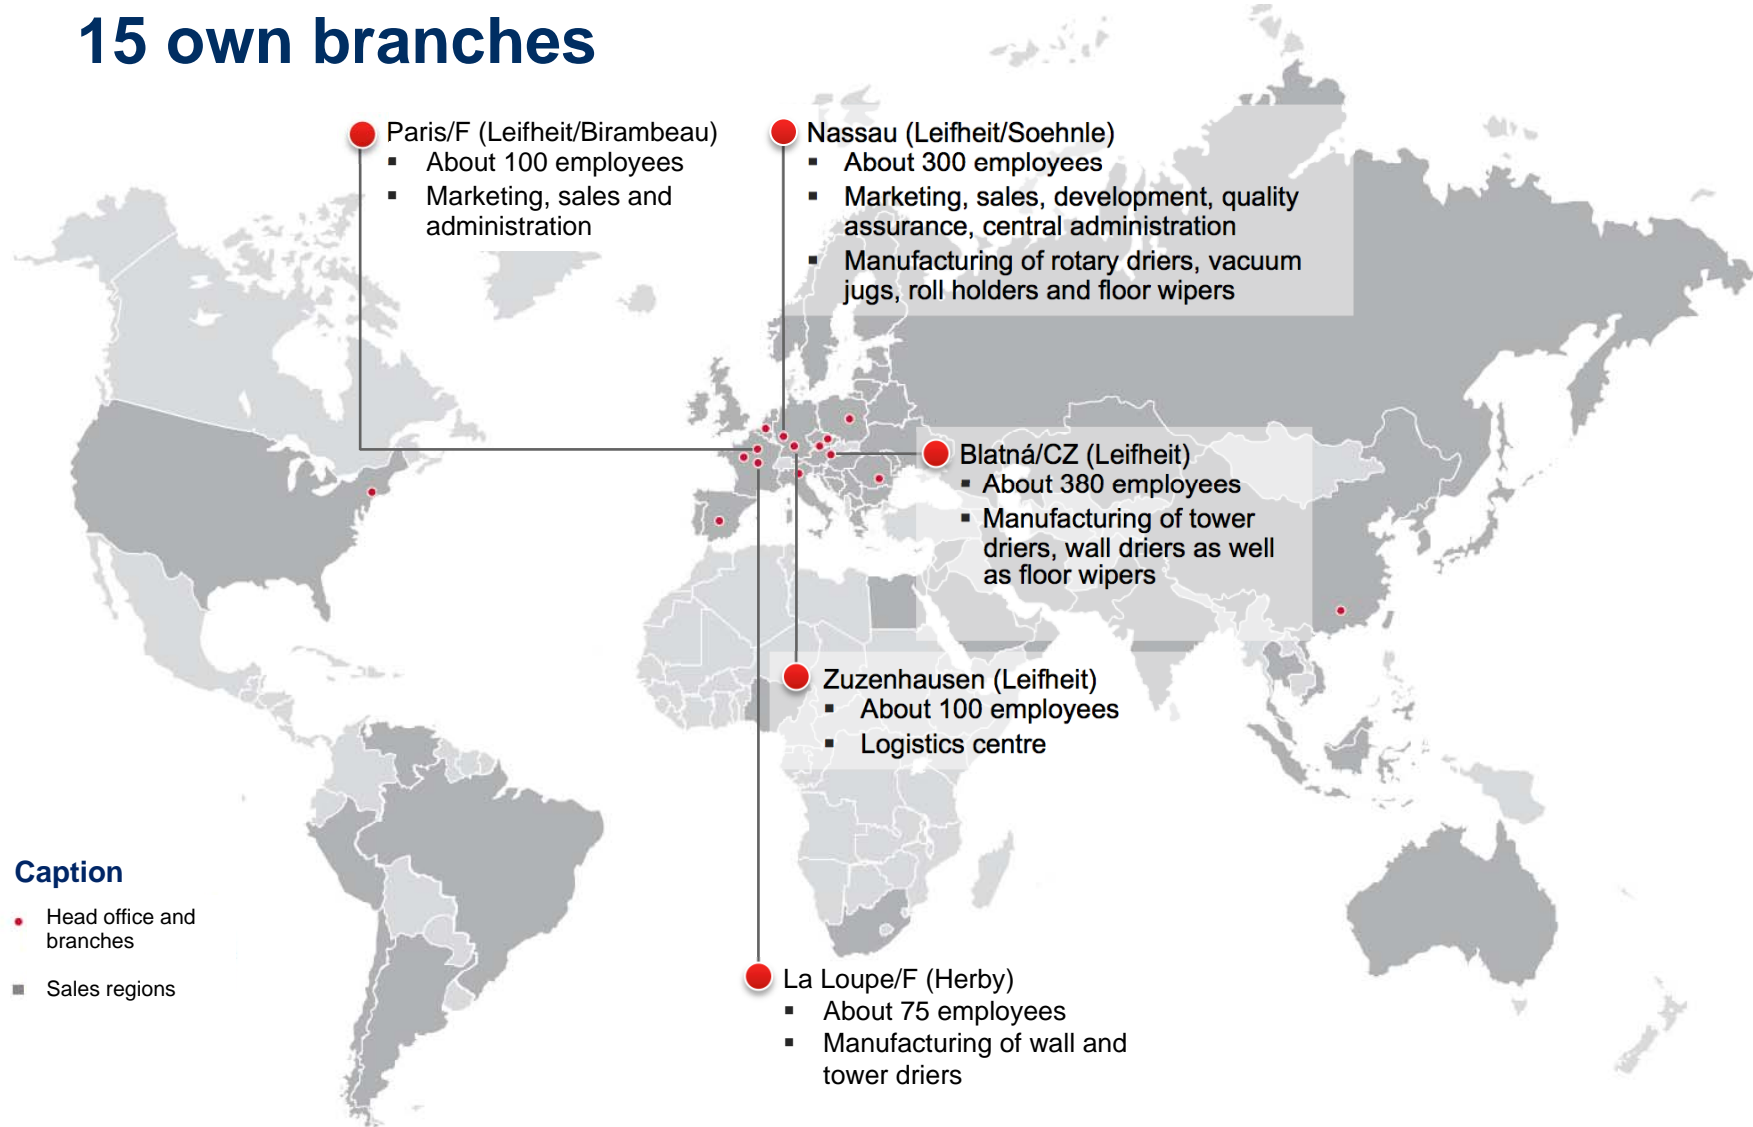 15 own branches
Paris/F (Leifheit/Birambeau)
▪ About 100 employees
▪ Marketing, sales and
administration
Nassau (Leifheit/Soehnle)
▪ About 300 employees
▪ Marketing, sales, development, quality
assurance, central administration
▪ Manufacturing of rotary driers, vacuum
jugs, roll holders and floor wipers
Blatná/CZ (Leifheit)
▪ About 380 employees
▪ Manufacturing of tower
driers, wall driers as well
as floor wipers
Zuzenhausen (Leifheit)
▪ About 100 employees
▪ Logistics centre
La Loupe/F (Herby)
▪ About 75 employees
▪ Manufacturing of wall and
tower driers
Caption
Head office and
branches
Sales regions